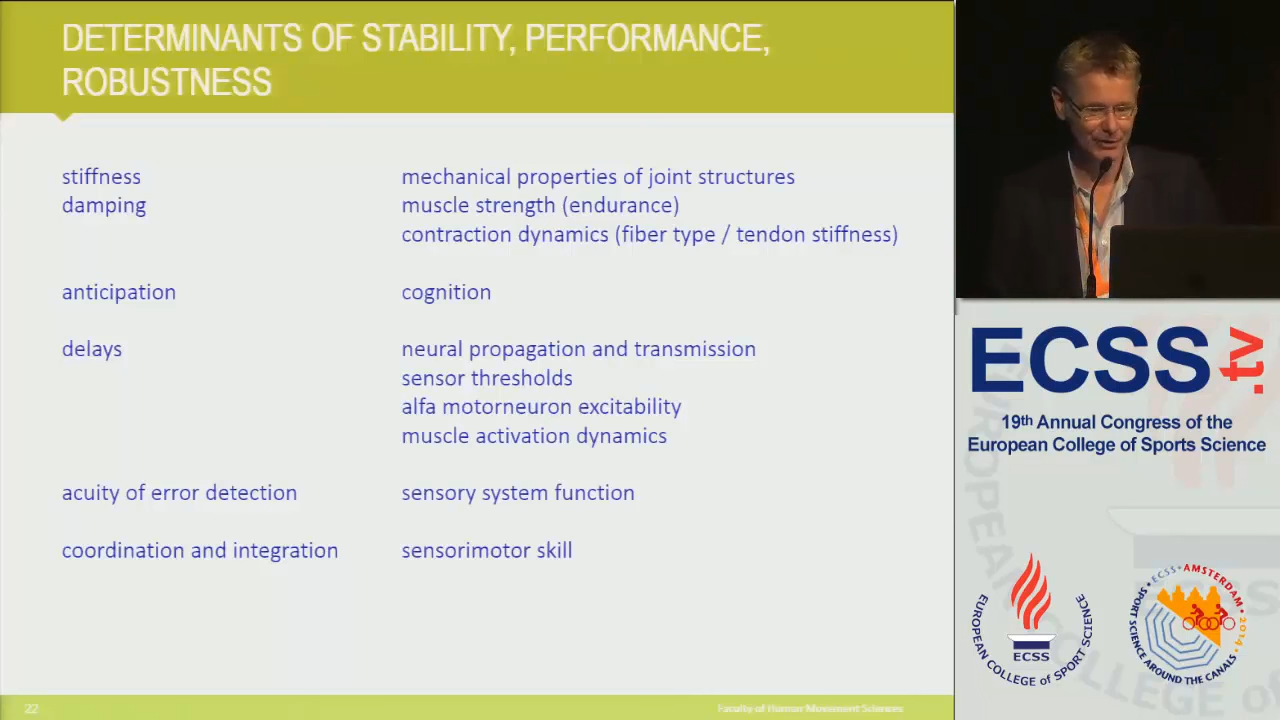 DETERMINANTS OF STABILITY, PERFORMANCE,
ROBUSTNESS
stiffness
mechanical properties of joint structures
damping
muscle strength (endurance)
contraction dynamics (fiber type / tendon stiffness)
anticipation
cognition
delays
neural propagation and transmission
sensor thresholds
alfa motorneuron excitability
muscle activation dynamics
acuity of error detection
sensory system function
coordination and integration
sensorimotor skill
22
Faculty of Human Movement Sciences
ECSS.tv
19th Annual Congress of the
European College of Sports Science
EUROPEAN COLLEGE OF SPORT SCIENCE
ECSS
ECSS • AMSTERDAM • 2014
SPORT SCIENCE AROUND THE CANALS